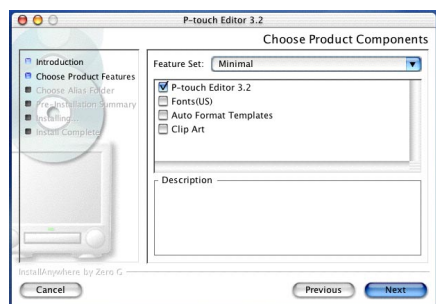 P-touch Editor 3.2
Choose Product Components
Introduction
Choose Product Features
Choose Alias Folder
Pre-Installation Summary
Installing...
Install Complete
Feature Set: Minimal
P-touch Editor 3.2
Fonts(US)
Auto Format Templates
Clip Art
Description
InstallAnywhere by Zero G
Cancel
Previous
Next